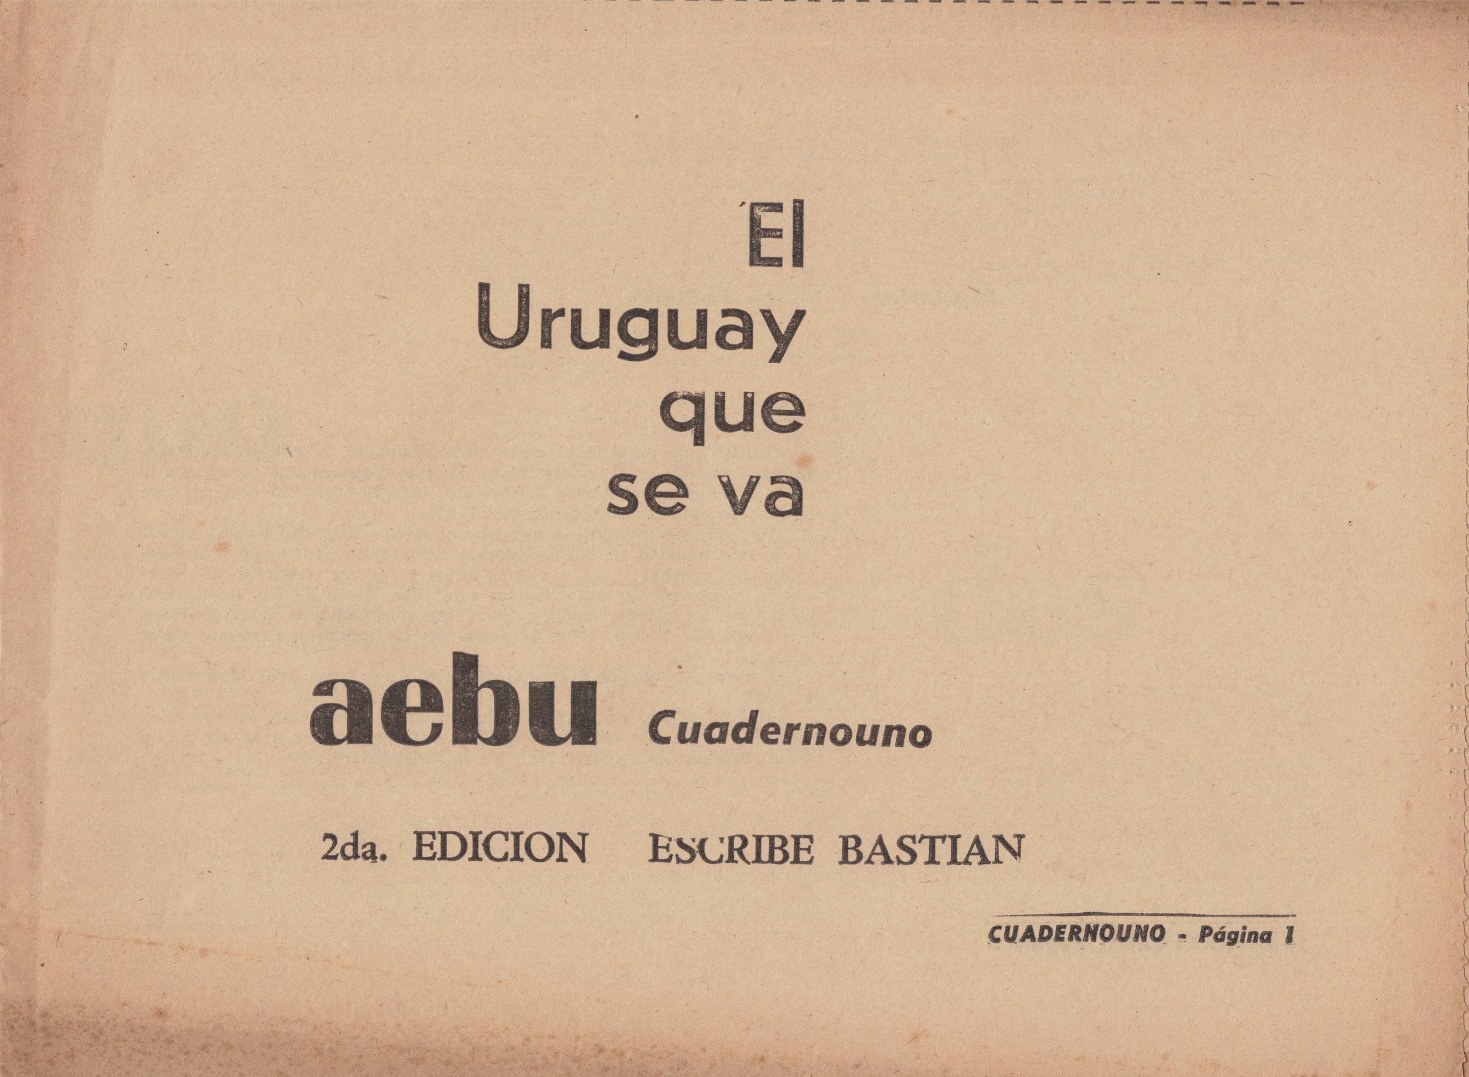 El
Uruguay
que
se va
aebu Cuadernouno
2da. EDICION ESCRIBE BASTIAN
CUADERNOUNO - Página 1